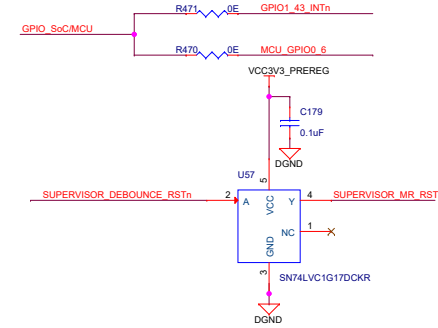 R471 0E GPIO1_43_INTn
GPIO_SoC/MCU
R470 0E MCU_GPIO0_6
VCC3V3_PREREG
C179
0.1uF
DGND
U57
5
SUPERVISOR_DEBOUNCE_RSTn 2 A VCC Y 4 SUPERVISOR_MR_RST
NC 1
GND
3
SN74LVC1G17DCKR
DGND